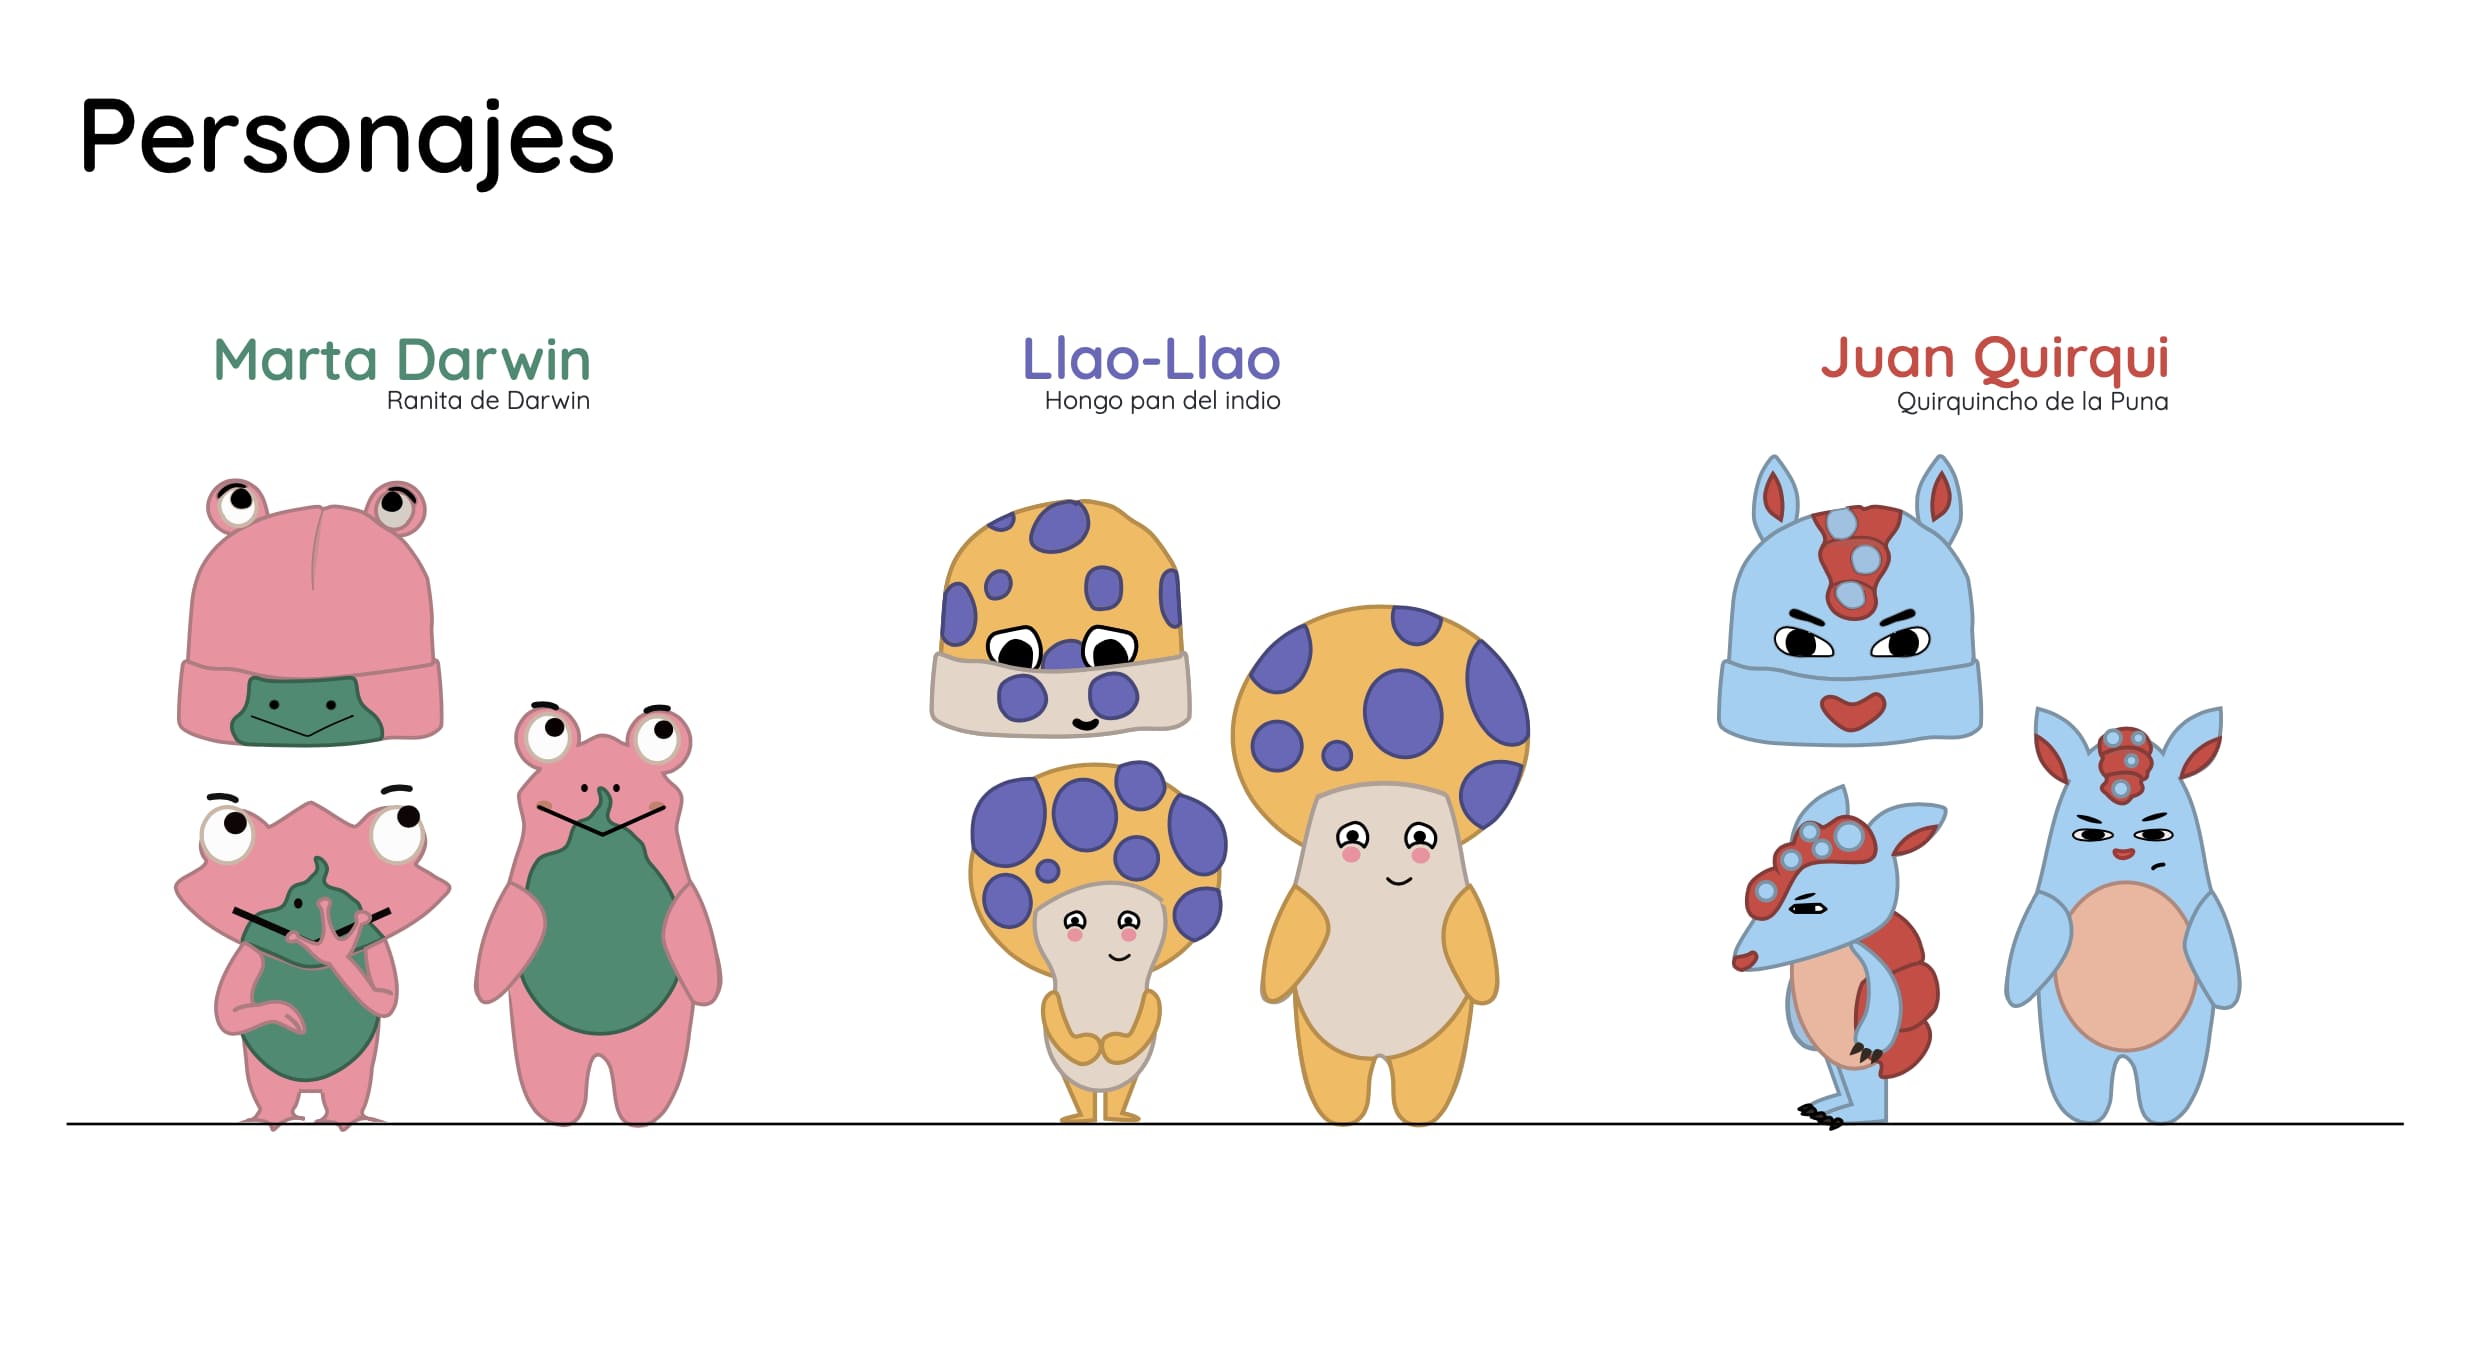 Personajes
Marta Darwin
Ranita de Darwin
Llao-Llao
Hongo pan del indio
Juan Quirqui
Quirquincho de la Puna